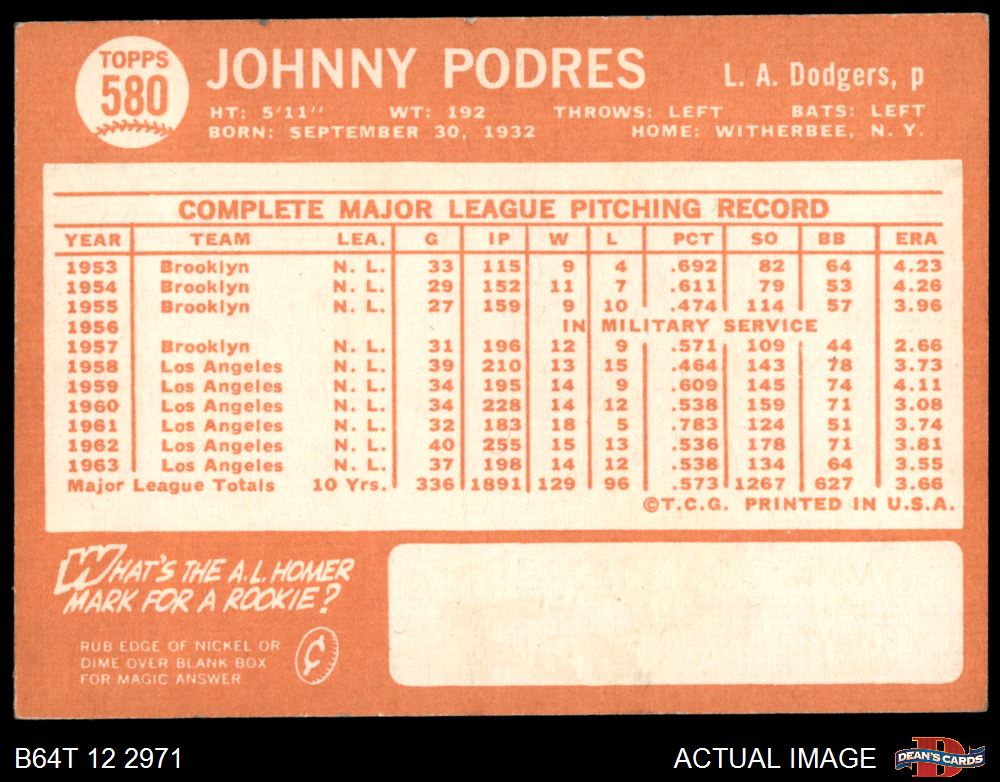 TOPPS
580
JOHNNY PODRES
L. A. Dodgers, p
HT: 5'11" WT: 192 THROWS: LEFT BATS: LEFT
BORN: SEPTEMBER 30, 1932 HOME: WITHERBEE, N. Y.
COMPLETE MAJOR LEAGUE PITCHING RECORD
YEAR TEAM LEA. G IP W L PCT SO BB ERA
1953 Brooklyn N. L. 33 115 9 4 .692 82 64 4.23
1954 Brooklyn N. L. 29 152 11 7 .611 79 53 4.26
1955 Brooklyn N. L. 27 159 9 10 .474 114 57 3.96
1956 IN MILITARY SERVICE
1957 Brooklyn N. L. 31 196 12 9 .571 109 44 2.66
1958 Los Angeles N. L. 39 210 13 15 .464 143 78 3.73
1959 Los Angeles N. L. 34 195 14 9 .609 145 74 4.11
1960 Los Angeles N. L. 34 228 14 12 .538 159 71 3.08
1961 Los Angeles N. L. 32 183 18 5 .783 124 51 3.74
1962 Los Angeles N. L. 40 255 15 13 .536 178 71 3.81
1963 Los Angeles N. L. 37 198 14 12 .538 134 64 3.55
Major League Totals 10 Yrs. 336 1891 129 96 .573 1267 627 3.66
©T.C.G. PRINTED IN U.S.A.
WHAT'S THE A.L. HOMER
MARK FOR A ROOKIE?
RUB EDGE OF NICKEL OR
DIME OVER BLANK BOX
FOR MAGIC ANSWER
¢
B64T 12 2971
ACTUAL IMAGE
D
DEAN'S CARDS